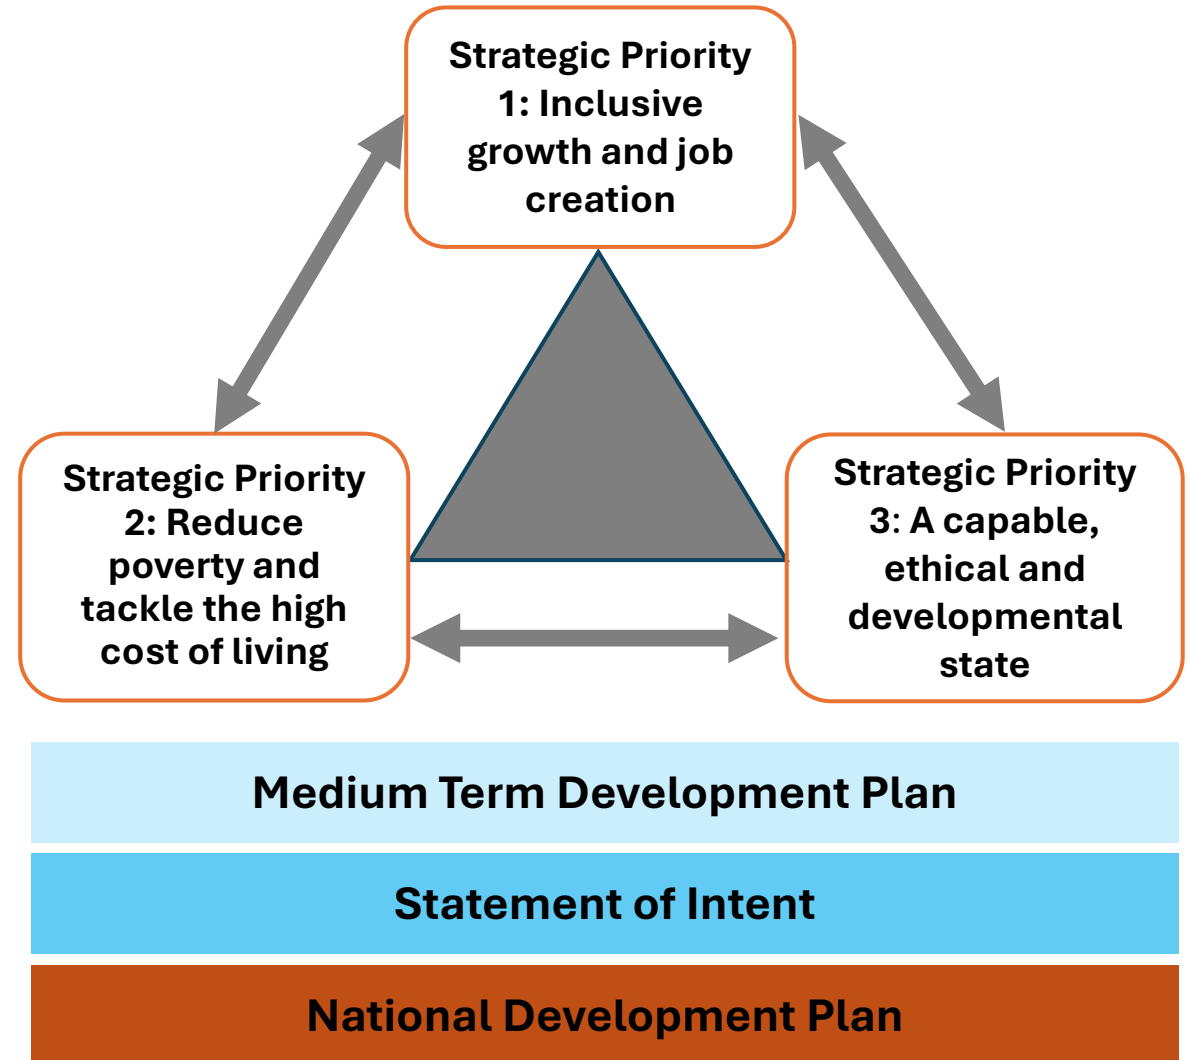 Strategic Priority
1: Inclusive
growth and job
creation
Strategic Priority
2: Reduce
poverty and
tackle the high
cost of living
Strategic Priority
3: A capable,
ethical and
developmental
state
Medium Term Development Plan
Statement of Intent
National Development Plan